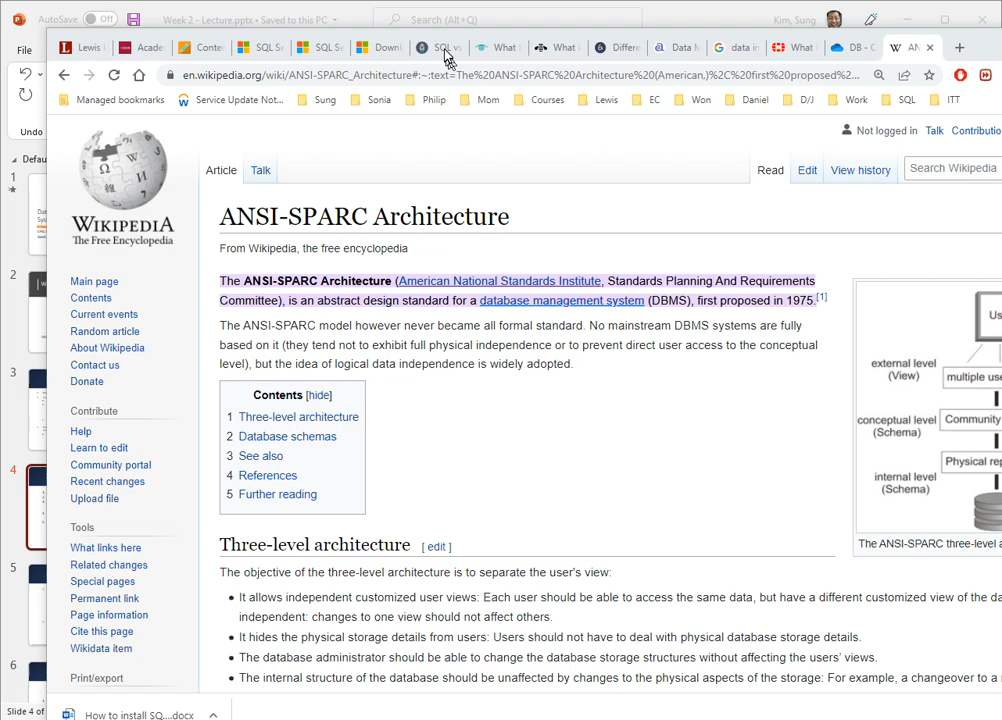 AutoSave Off Week 2 - Lecture.pptx • Saved to this PC Search (Alt+Q) Kim, Sung
File
Lewis Acade Conte SQL Se SQL Se Downl SQL vs What I What i Differe Data M data in What I DB - C AN
en.wikipedia.org/wiki/ANSI-SPARC_Architecture#:~:text=The%20ANSI-SPARC%20Architecture%20(American,)%2C%20first%20proposed%2...
Managed bookmarks Service Update Not... Sung Sonia Philip Mom Courses Lewis EC Won Daniel D/J Work SQL ITT
Undo
Not logged in Talk Contributio
Defau
Article Talk Read Edit View history Search Wikipedia
1
WIKIPEDIA
The Free Encyclopedia
ANSI-SPARC Architecture
From Wikipedia, the free encyclopedia
2
Main page
Contents
Current events
Random article
About Wikipedia
Contact us
Donate
The ANSI-SPARC Architecture (American National Standards Institute, Standards Planning And Requirements
Committee), is an abstract design standard for a database management system (DBMS), first proposed in 1975.[1]
The ANSI-SPARC model however never became all formal standard. No mainstream DBMS systems are fully
based on it (they tend not to exhibit full physical independence or to prevent direct user access to the conceptual
level), but the idea of logical data independence is widely adopted.
Us
external level
(View)
multiple use
conceptual level
(Schema)
Community
Physical rep
internal level
(Schema)
The ANSI-SPARC three-level a
3
Contribute
Help
Learn to edit
Community portal
Recent changes
Upload file
Contents [hide]
1 Three-level architecture
2 Database schemas
3 See also
4 References
5 Further reading
4
Tools
What links here
Related changes
Special pages
Permanent link
Page information
Cite this page
Wikidata item
Three-level architecture [ edit ]
The objective of the three-level architecture is to separate the user's view:
It allows independent customized user views: Each user should be able to access the same data, but have a different customized view of the da
independent: changes to one view should not affect others.
It hides the physical storage details from users: Users should not have to deal with physical database storage details.
The database administrator should be able to change the database storage structures without affecting the users' views.
The internal structure of the database should be unaffected by changes to the physical aspects of the storage: For example, a changeover to a
5
6
Print/export
Slide 4 of
How to install SQ....docx